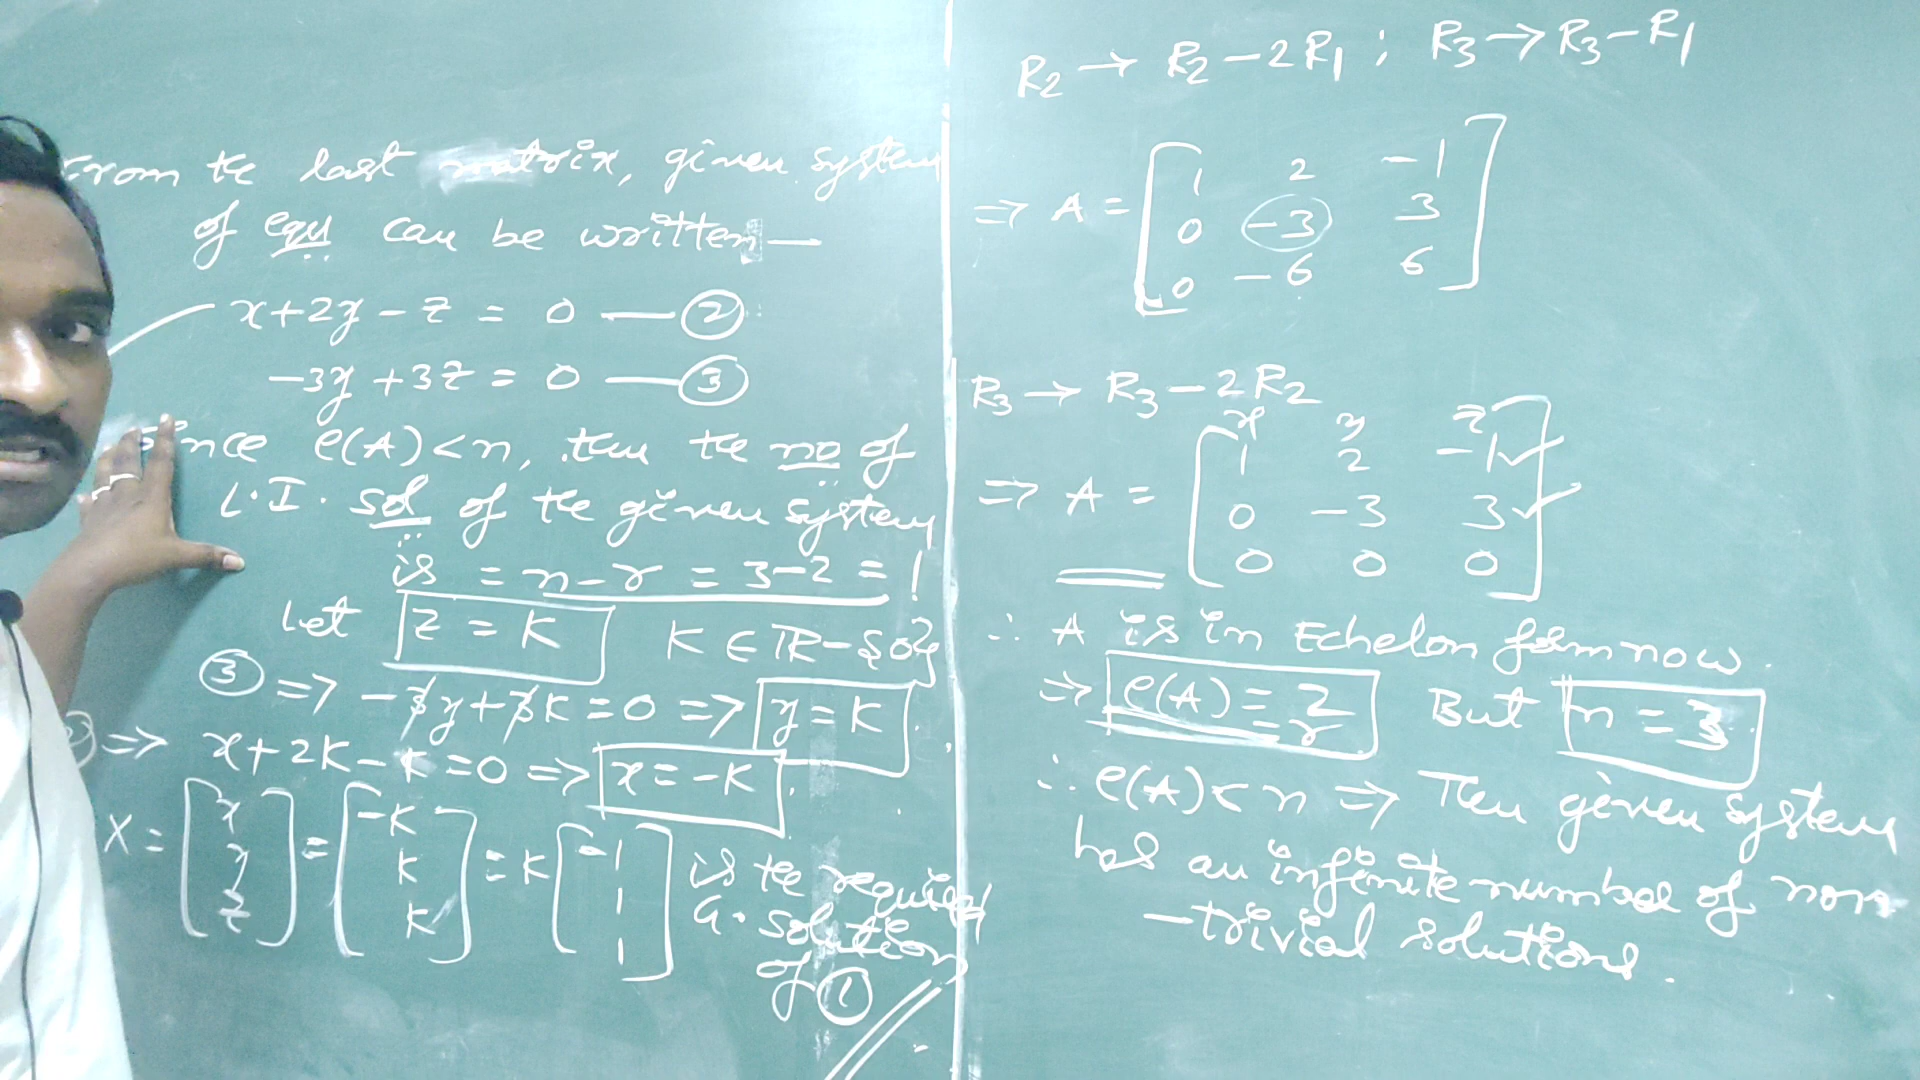 R2 → R2 – 2R1 ; R3 → R3 – R1
⇒ A = [ 1 2 –1
0 –3 3
0 –6 6 ]
R3 → R3 – 2R2
x y z
⇒ A = [ 1 2 –1
0 –3 3
0 0 0 ]
∴ A is in Echelon form now.
⇒ ρ(A) = 2 = r But n = 3
∴ ρ(A) < n ⇒ Then given system
has an infinite number of non
–trivial solutions.
From the last matrix, given system
of equ can be written —
x + 2y – z = 0 — ②
–3y + 3z = 0 — ③
Since ρ(A) < n, then the no of
L.I. sol of the given system
is = n – r = 3 – 2 = 1
Let z = K K ∈ ℝ – {0}
③ ⇒ –3y + 3K = 0 ⇒ y = K
② ⇒ x + 2K – K = 0 ⇒ x = –K.
X = [ x y z ] = [ –K K K ] = K [ –1 1 1 ] is the required
G. solution
of ①